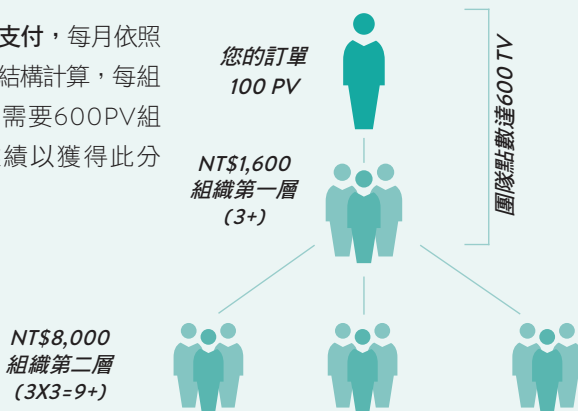 支付，每月依照
結構計算，每組
需要600PV組
績以獲得此分
您的訂單
100 PV
團隊點數達600 TV
NT$1,600
組織第一層
(3+)
NT$8,000
組織第二層
(3X3=9+)